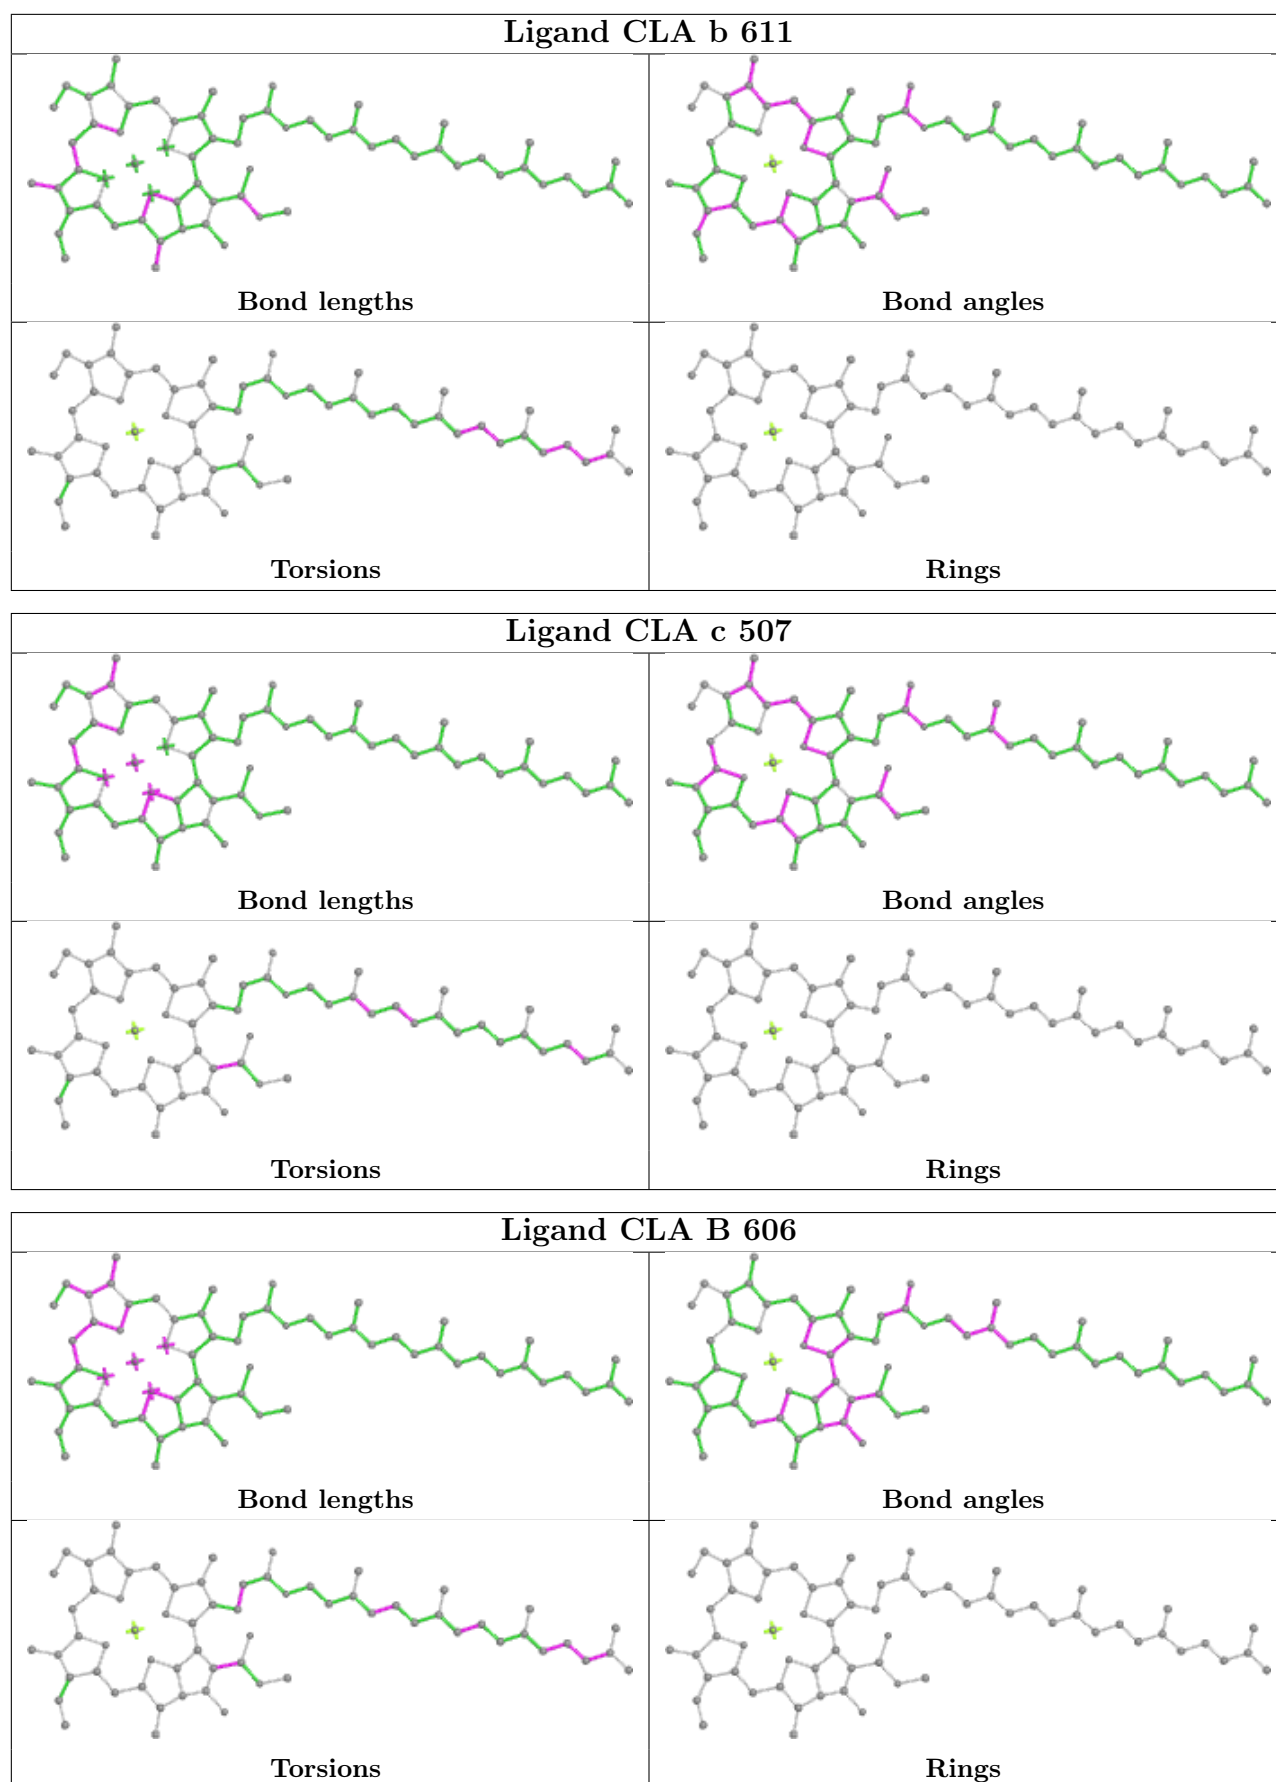 Ligand CLA b 611
Bond lengths
Bond angles
Torsions
Rings
Ligand CLA c 507
Bond lengths
Bond angles
Torsions
Rings
Ligand CLA B 606
Bond lengths
Bond angles
Torsions
Rings